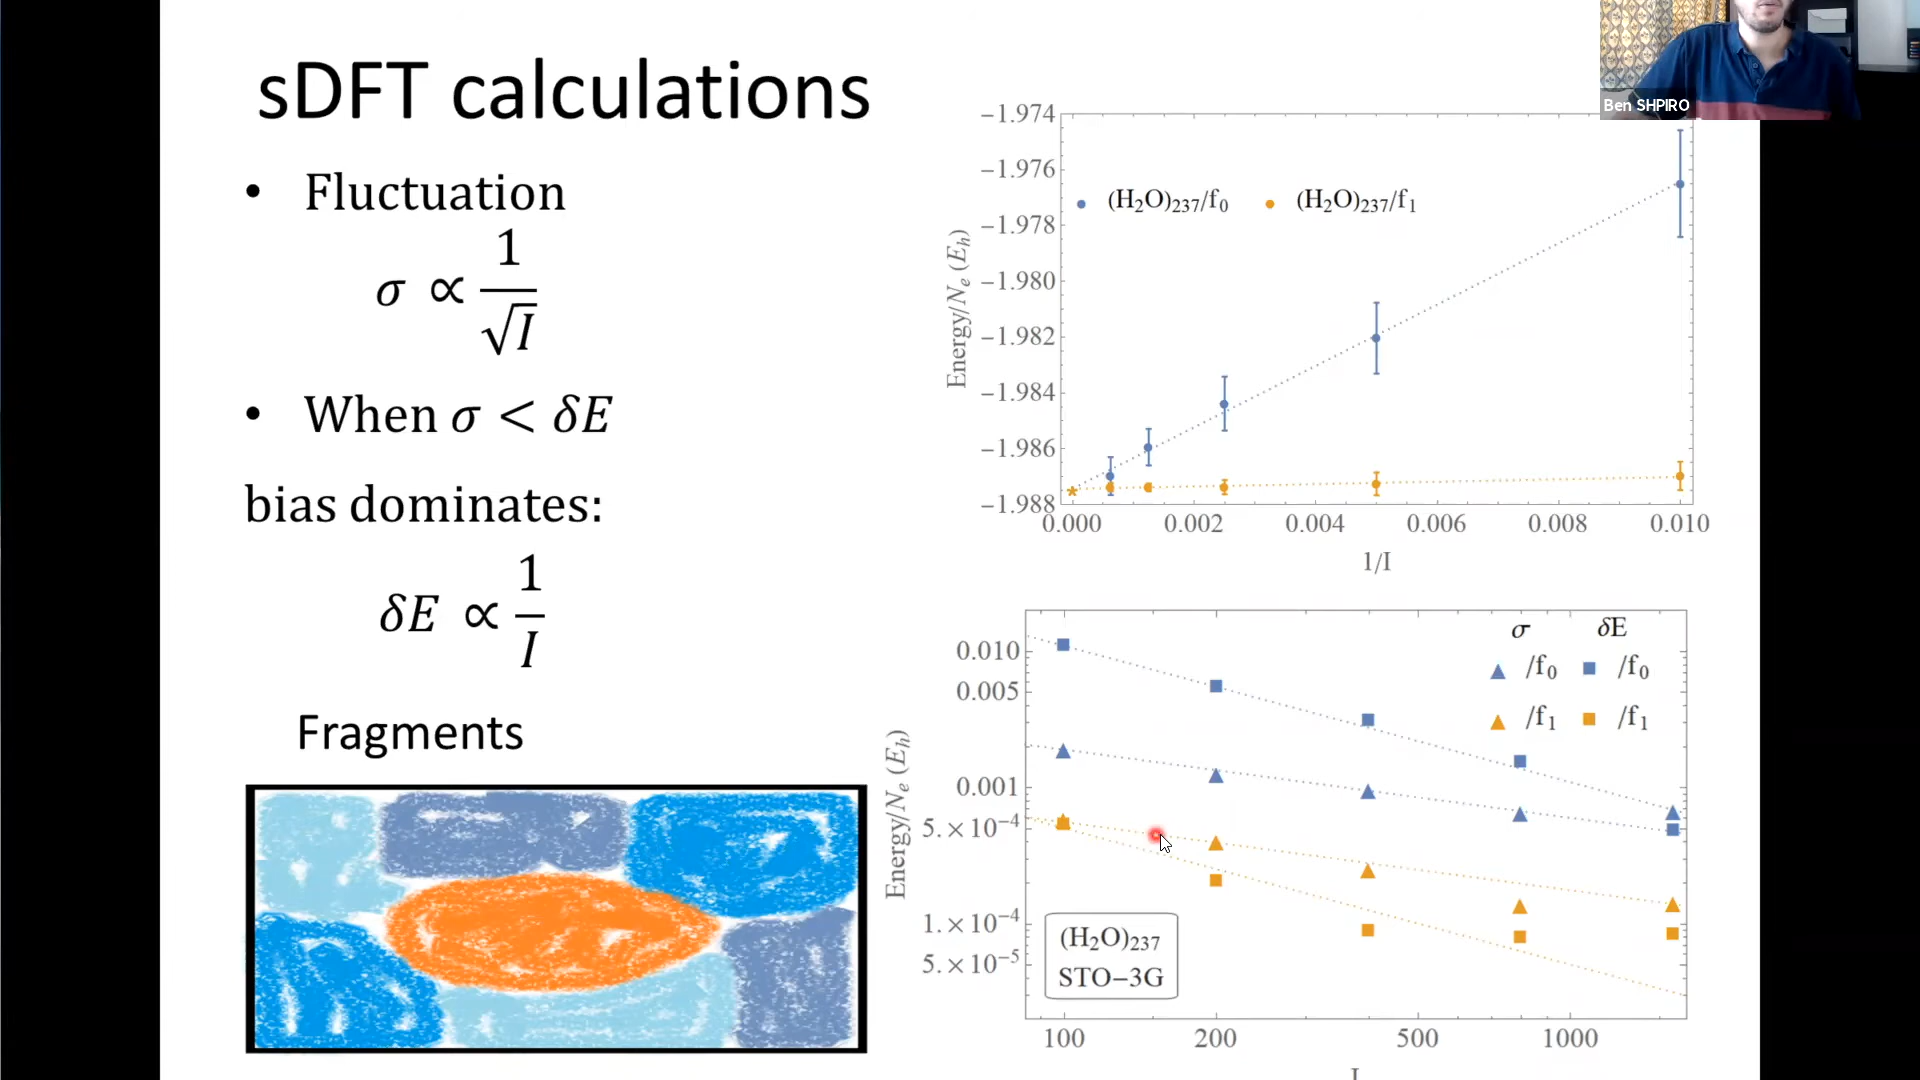 sDFT calculations
• Fluctuation
σ ∝ 1/√I
• When σ < δE
bias dominates:
δE ∝ 1/I
Fragments
Ben SHPIRO
(H₂O)₂₃₇/f₀ (H₂O)₂₃₇/f₁
Energy/Nₑ (Eₕ)
−1.974
−1.976
−1.978
−1.980
−1.982
−1.984
−1.986
−1.988
0.000 0.002 0.004 0.006 0.008 0.010
1/I
σ δE
/f₀ /f₀
/f₁ /f₁
Energy/Nₑ (Eₕ)
0.010
0.005
0.001
5.×10⁻⁴
1.×10⁻⁴
5.×10⁻⁵
(H₂O)₂₃₇
STO−3G
100 200 500 1000